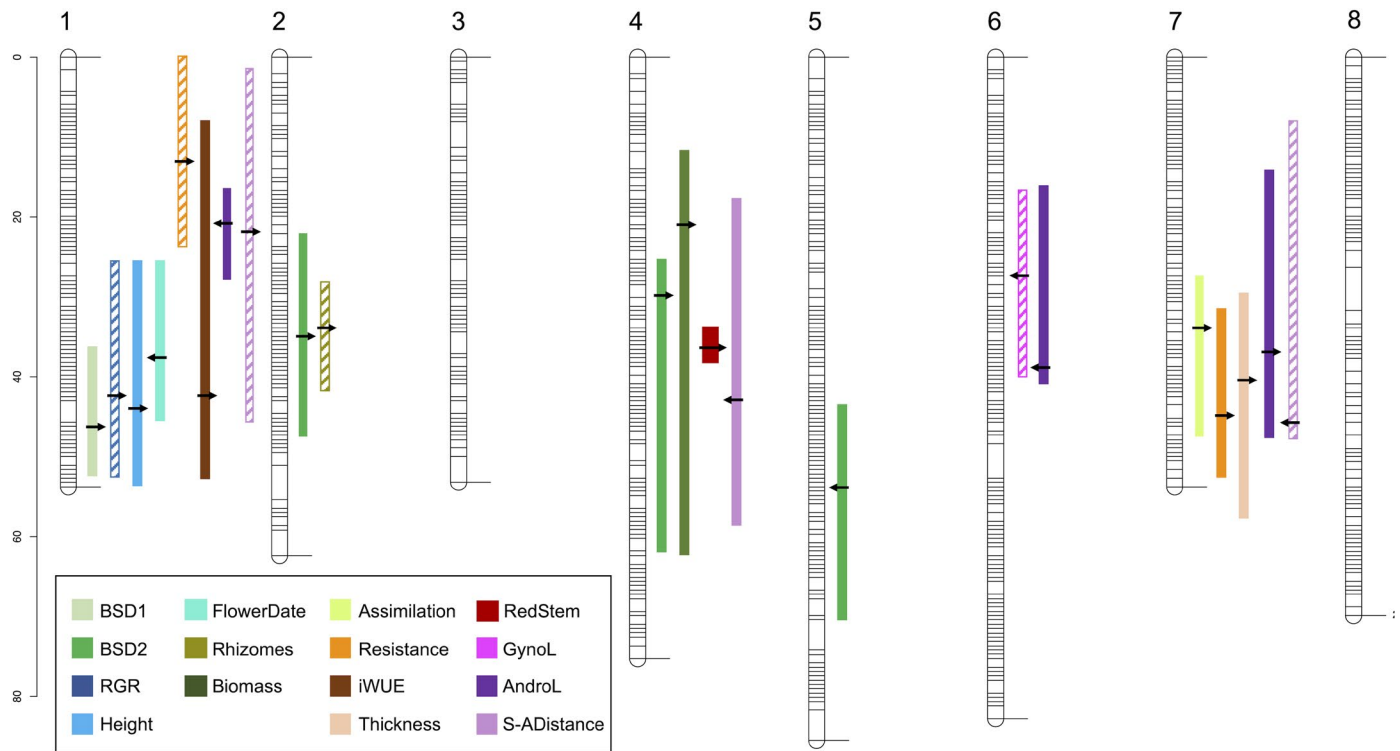 1 2 3 4 5 6 7 8
0
20
40
60
80
BSD1 FlowerDate Assimilation RedStem
BSD2 Rhizomes Resistance GynoL
RGR Biomass iWUE AndroL
Height Thickness S-ADistance